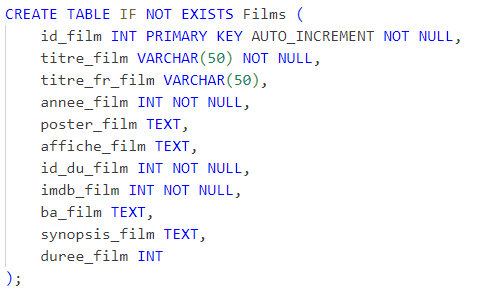 CREATE TABLE IF NOT EXISTS Films (
    id_film INT PRIMARY KEY AUTO_INCREMENT NOT NULL,
    titre_film VARCHAR(50) NOT NULL,
    titre_fr_film VARCHAR(50),
    annee_film INT NOT NULL,
    poster_film TEXT,
    affiche_film TEXT,
    id_du_film INT NOT NULL,
    imdb_film INT NOT NULL,
    ba_film TEXT,
    synopsis_film TEXT,
    duree_film INT
);